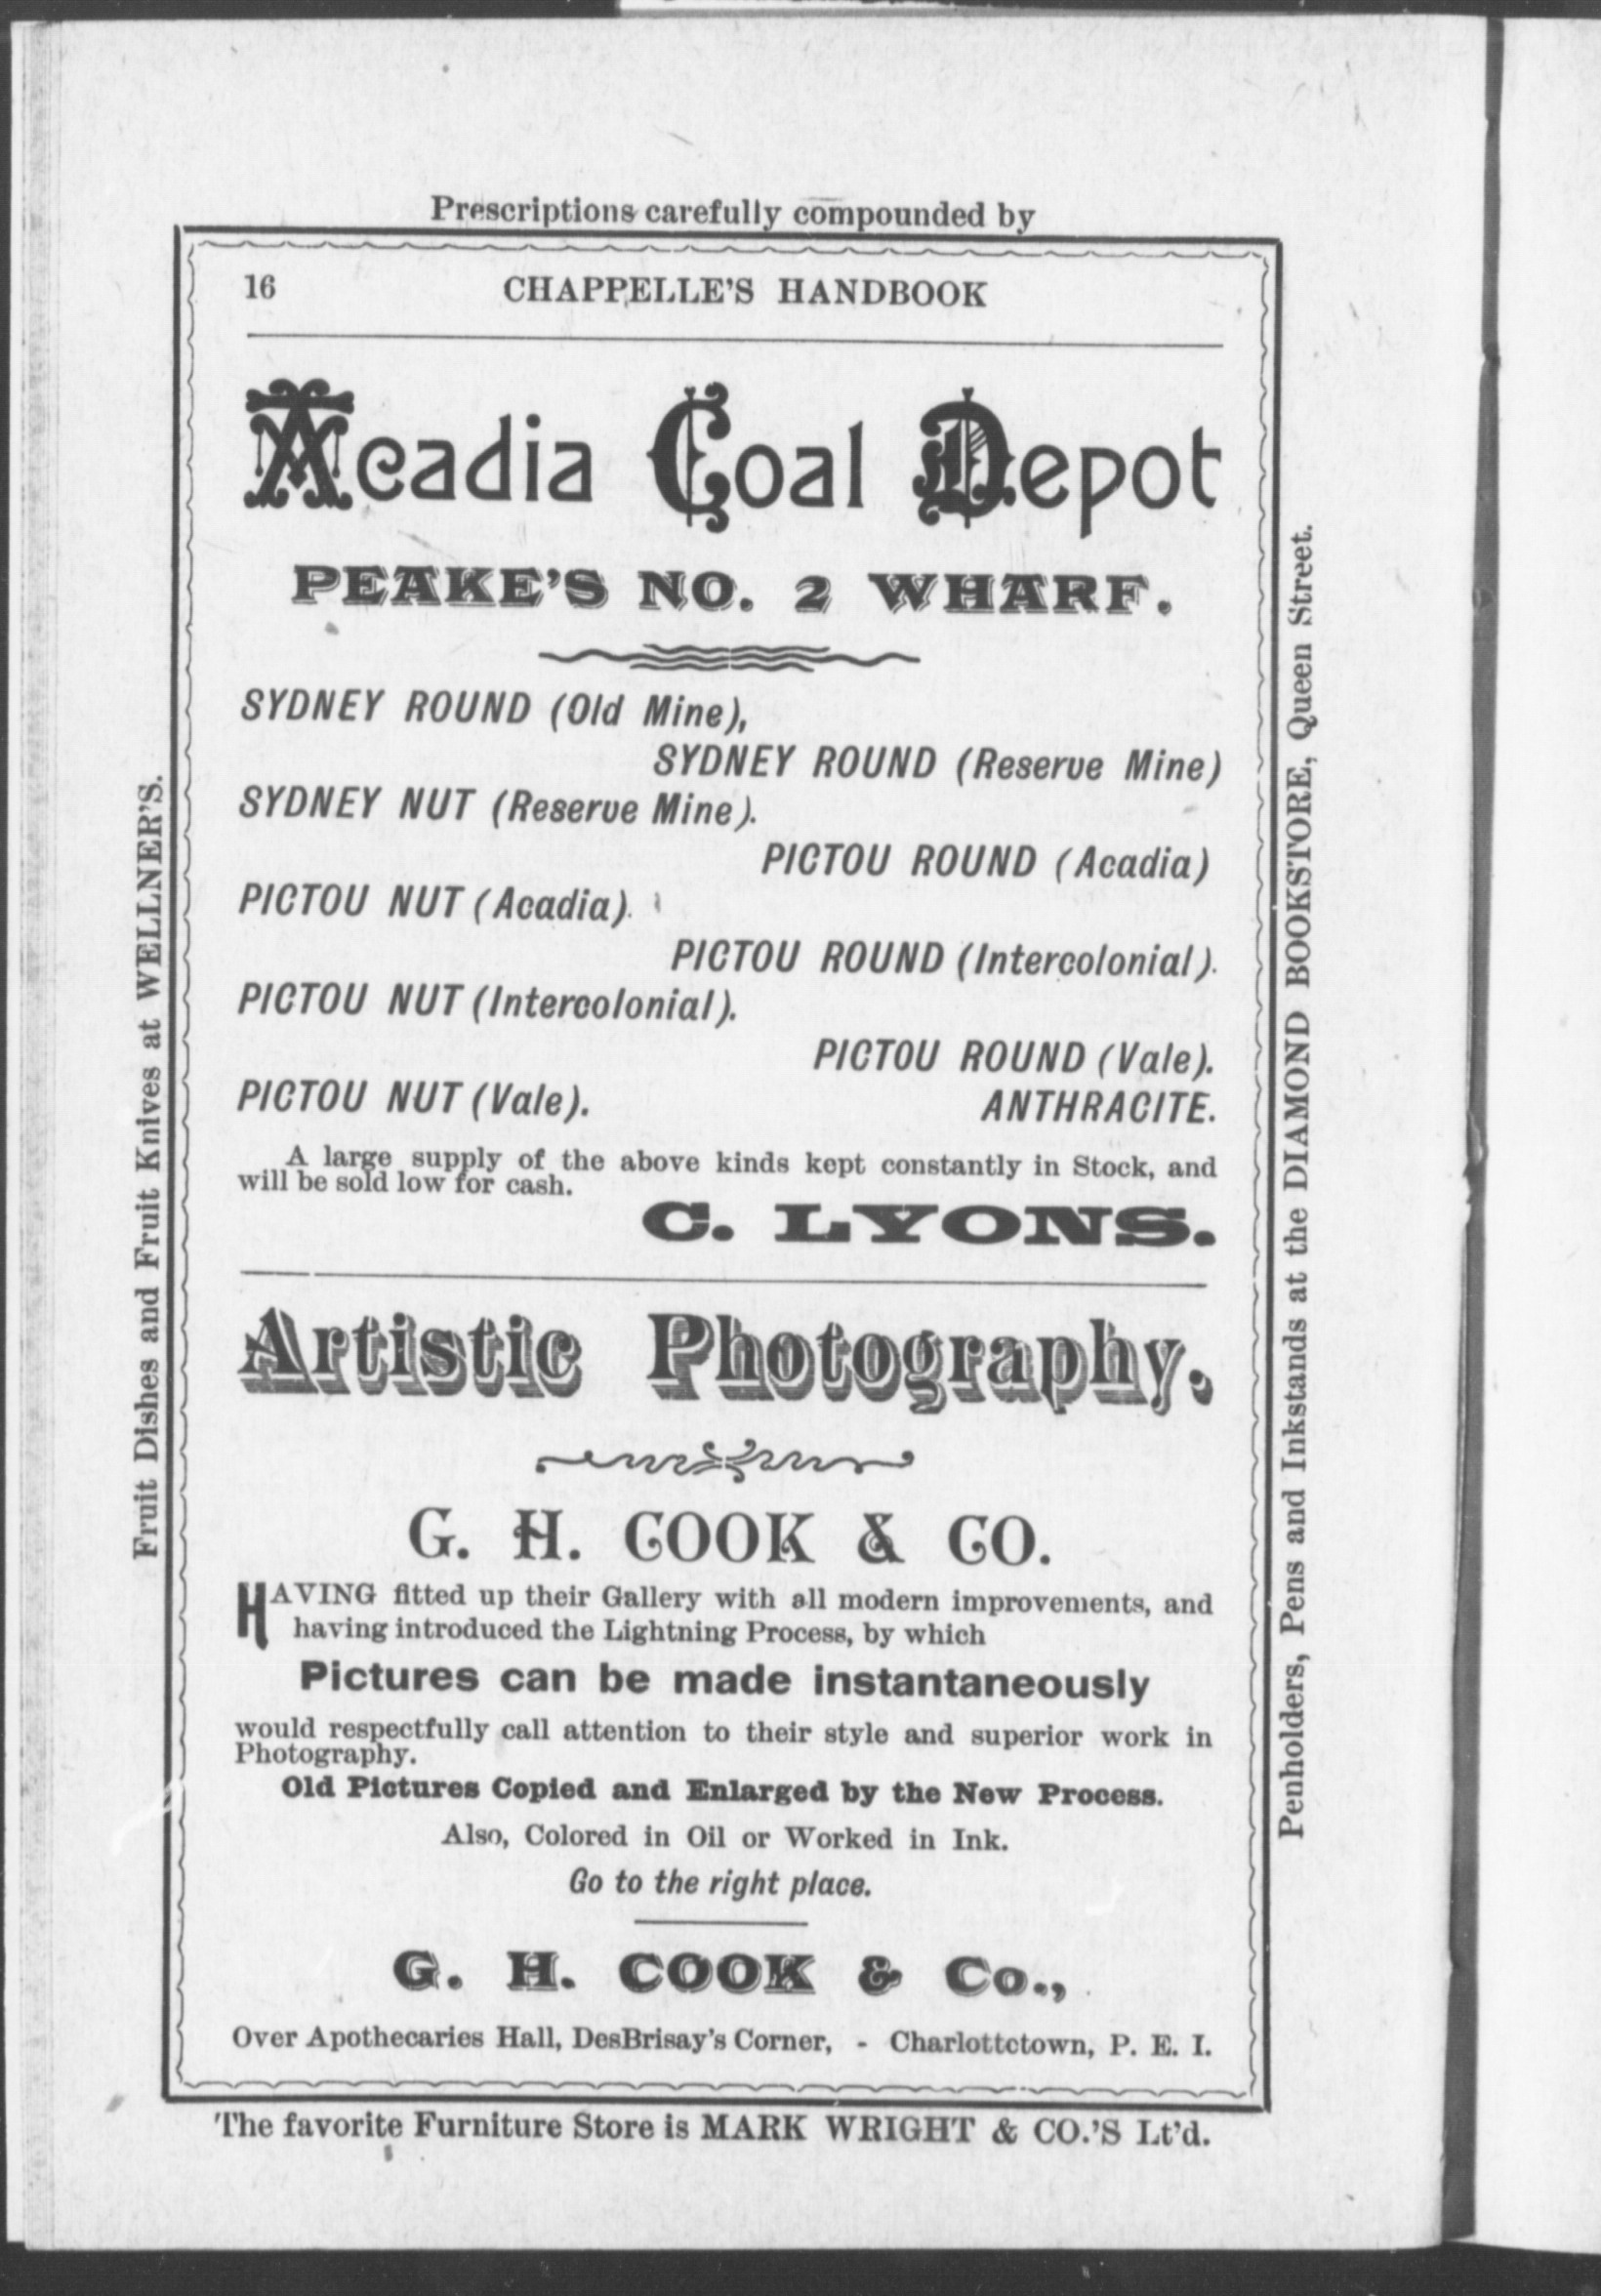 Prescriptions carefully compounded by
16 CHAPPELLE'S HANDBOOK
Acadia Coal Depot
PEAKE'S NO. 2 WHARF.
SYDNEY ROUND (Old Mine),
SYDNEY ROUND (Reserve Mine)
SYDNEY NUT (Reserve Mine).
PICTOU ROUND (Acadia)
PICTOU NUT (Acadia).
PICTOU ROUND (Intercolonial).
PICTOU NUT (Intercolonial).
PICTOU ROUND (Vale).
PICTOU NUT (Vale). ANTHRACITE.
A large supply of the above kinds kept constantly in Stock, and
will be sold low for cash.
C. LYONS.
Artistic Photography.
G. H. COOK & CO.
HAVING fitted up their Gallery with all modern improvements, and
having introduced the Lightning Process, by which
Pictures can be made instantaneously
would respectfully call attention to their style and superior work in
Photography.
Old Pictures Copied and Enlarged by the New Process.
Also, Colored in Oil or Worked in Ink.
Go to the right place.
G. H. COOK & Co.,
Over Apothecaries Hall, DesBrisay's Corner, - Charlottetown, P. E. I.
The favorite Furniture Store is MARK WRIGHT & CO.'S Lt'd.
Fruit Dishes and Fruit Knives at WELLNER'S.
Penholders, Pens and Inkstands at the DIAMOND BOOKSTORE, Queen Street.